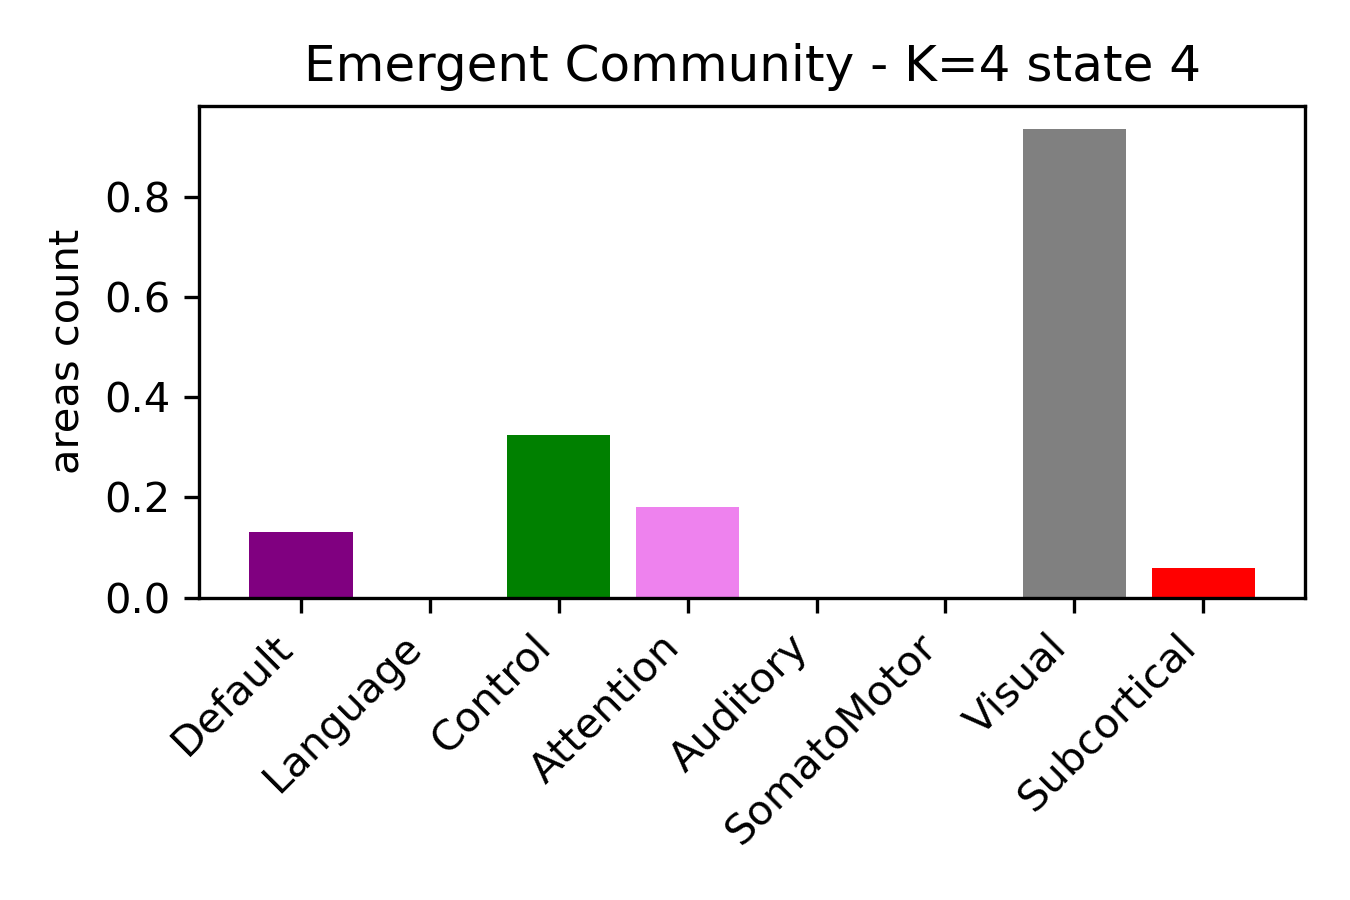 Emergent Community - K=4 state 4
areas count
0.8
0.6
0.4
0.2
0.0
Default
Language
Control
Attention
Auditory
SomatoMotor
Visual
Subcortical